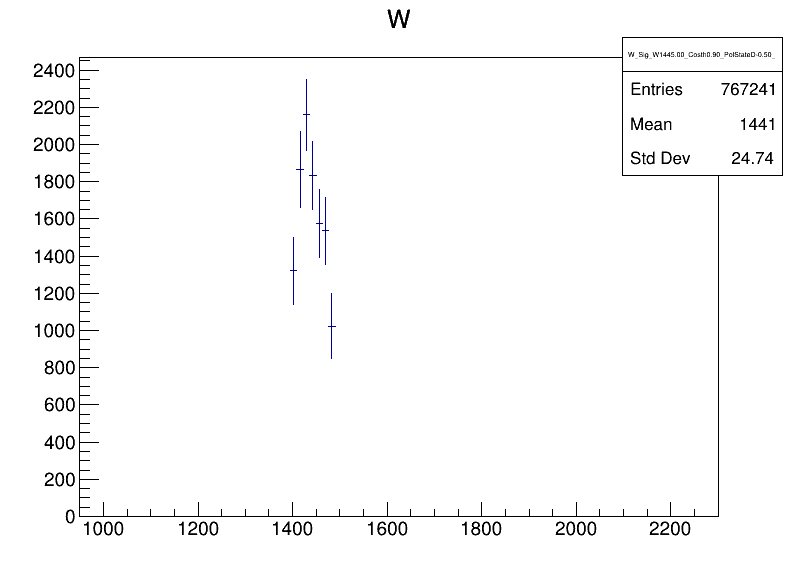 W
W_Sig_W1445.00_Costh0.90_PolStateD-0.50_
Entries 767241
Mean 1441
Std Dev 24.74
2400
2200
2000
1800
1600
1400
1200
1000
800
600
400
200
0
1000 1200 1400 1600 1800 2000 2200